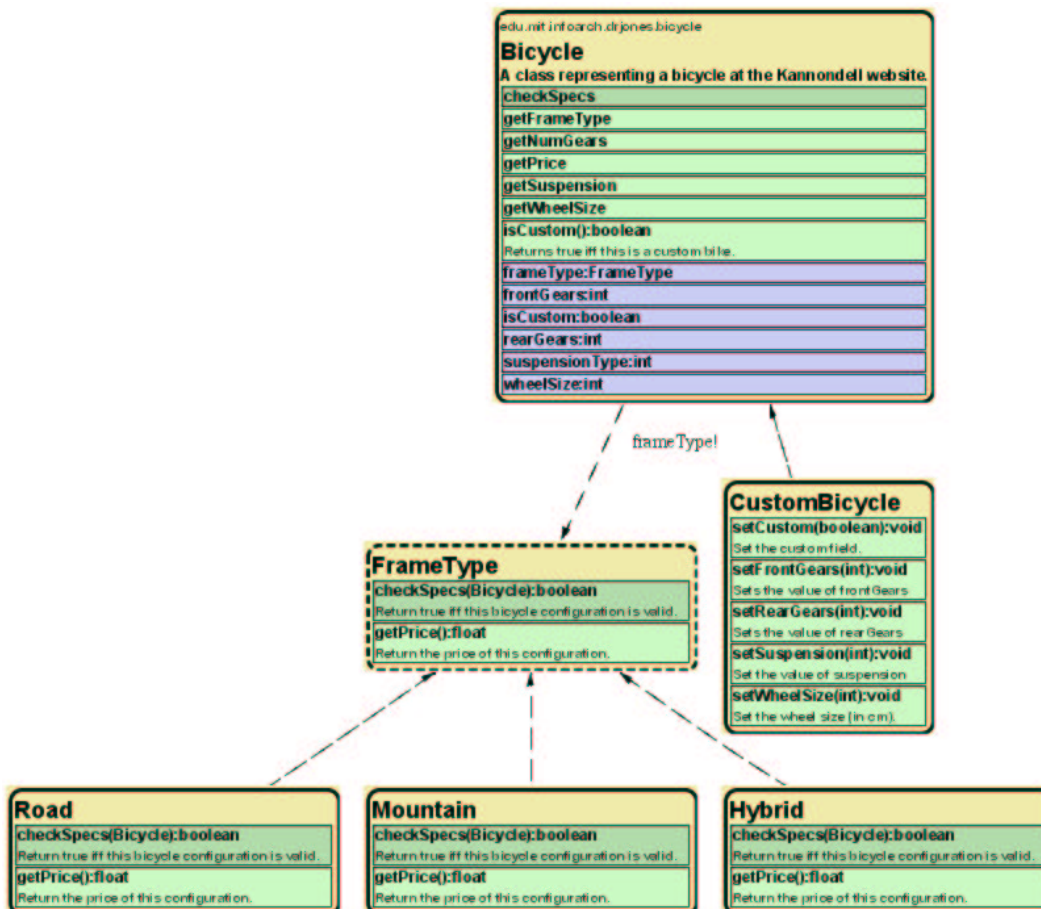 edu.mit.infoarch.drjones.bicycle
Bicycle
A class representing a bicycle at the Kannondell website.
checkSpecs
getFrameType
getNumGears
getPrice
getSuspension
getWheelSize
isCustom():boolean
Returns true iff this is a custom bike.
frameType:FrameType
frontGears:int
isCustom:boolean
rearGears:int
suspensionType:int
wheelSize:int
frameType!
CustomBicycle
setCustom(boolean):void
Set the custom field.
setFrontGears(int):void
Sets the value of frontGears
setRearGears(int):void
Sets the value of rearGears
setSuspension(int):void
Set the value of suspension
setWheelSize(int):void
Set the wheel size (in cm).
FrameType
checkSpecs(Bicycle):boolean
Return true iff this bicycle configuration is valid.
getPrice():float
Return the price of this configuration.
Road
checkSpecs(Bicycle):boolean
Return true iff this bicycle configuration is valid.
getPrice():float
Return the price of this configuration.
Mountain
checkSpecs(Bicycle):boolean
Return true iff this bicycle configuration is valid.
getPrice():float
Return the price of this configuration.
Hybrid
checkSpecs(Bicycle):boolean
Return true iff this bicycle configuration is valid.
getPrice():float
Return the price of this configuration.